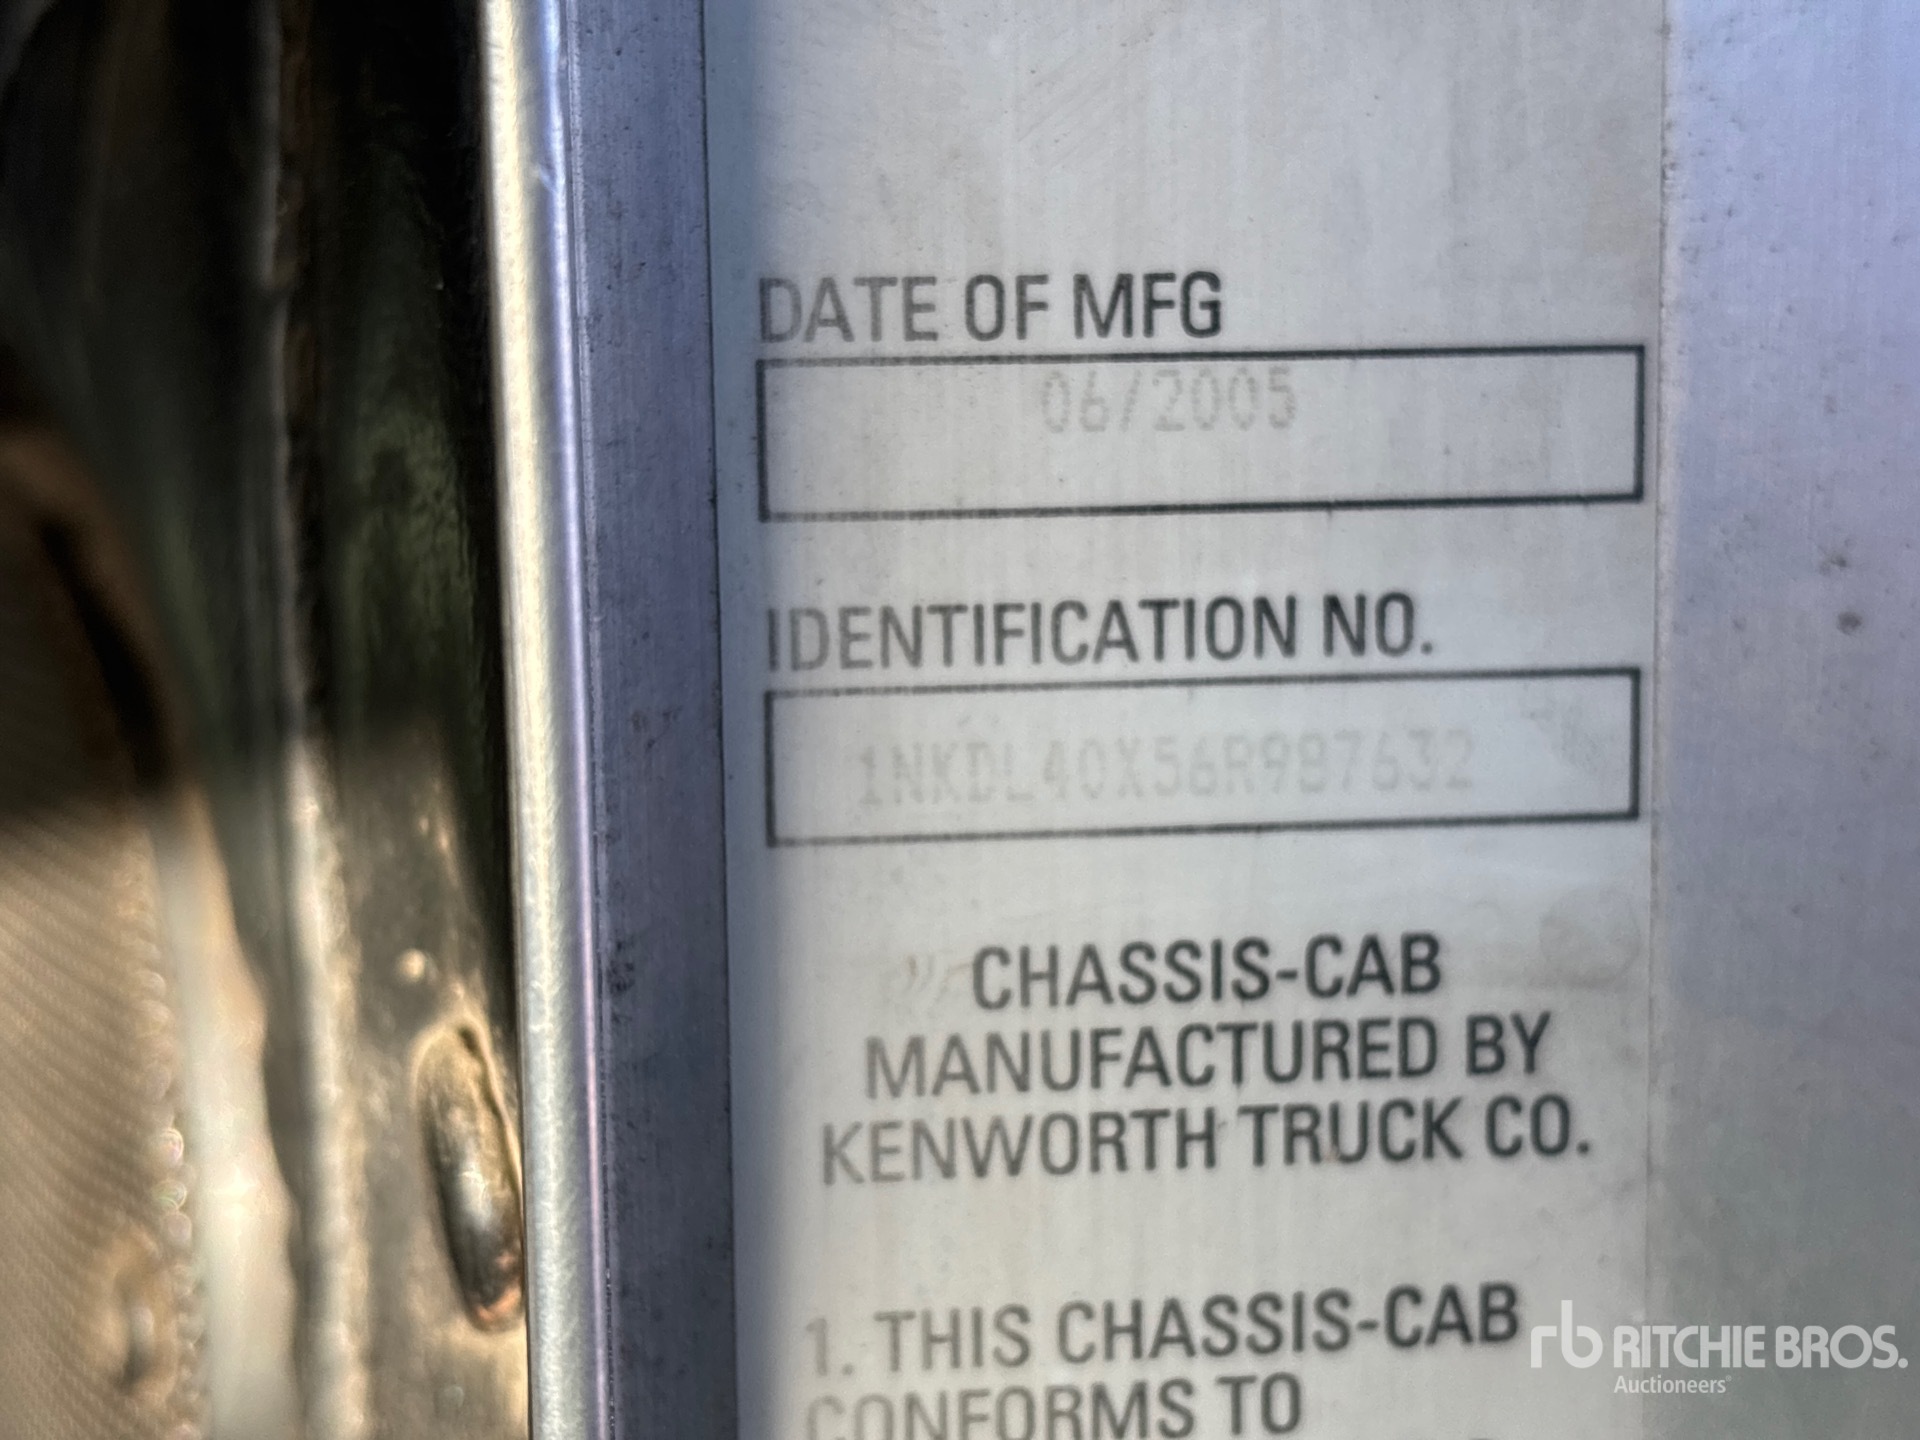 DATE OF MFG
06/2005
IDENTIFICATION NO.
1NKDL40X56R987632
CHASSIS-CAB
MANUFACTURED BY
KENWORTH TRUCK CO.
1. THIS CHASSIS-CAB
CONFORMS TO
rb RITCHIE BROS.
Auctioneers